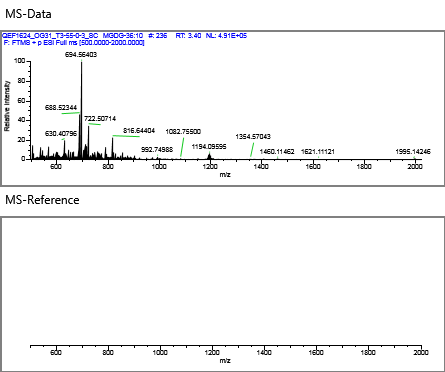 MS-Data
QEF1624_OG31_T3-55-0-3_SC MGDG-36:10 #: 236 RT: 3.40 NL: 4.91E+05
F: FTMS + p ESI Full ms [500.0000-2000.0000]
694.56403
100
80
60
40
20
0
Relative Intensity
688.52344
722.50714
630.40796
816.64404
992.74988
1082.75500
1194.09595
1354.57043
1460.11462
1621.11121
1995.14246
600 800 1000 1200 1400 1600 1800 2000
m/z
MS-Reference
600 800 1000 1200 1400 1600 1800 2000
m/z